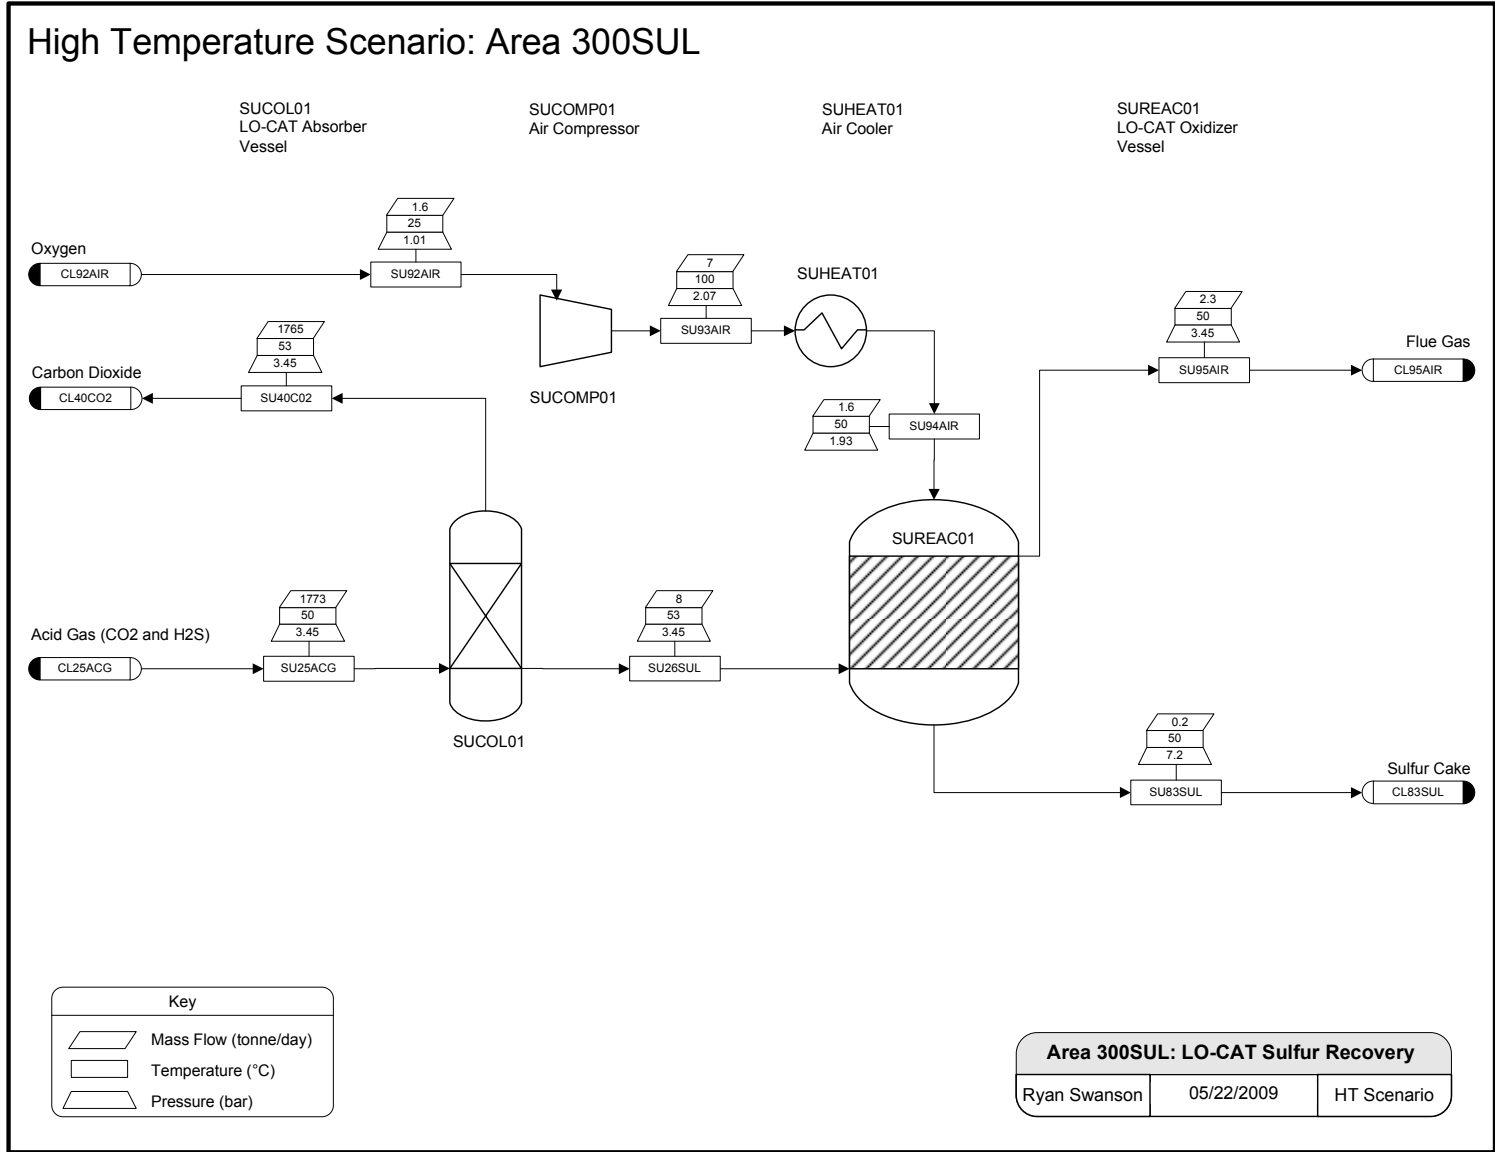 High Temperature Scenario: Area 300SUL
SUCOL01
LO-CAT Absorber
Vessel
SUCOMP01
Air Compressor
SUHEAT01
Air Cooler
SUREAC01
LO-CAT Oxidizer
Vessel
Oxygen
CL92AIR
1.6
25
1.01
SU92AIR
SUCOMP01
7
100
2.07
SU93AIR
SUHEAT01
1.6
50
1.93
SU94AIR
2.3
50
3.45
SU95AIR
Flue Gas
CL95AIR
Carbon Dioxide
CL40CO2
1765
53
3.45
SU40C02
Acid Gas (CO2 and H2S)
CL25ACG
1773
50
3.45
SU25ACG
SUCOL01
8
53
3.45
SU26SUL
SUREAC01
0.2
50
7.2
SU83SUL
Sulfur Cake
CL83SUL
Key
Mass Flow (tonne/day)
Temperature (°C)
Pressure (bar)
Area 300SUL: LO-CAT Sulfur Recovery
Ryan Swanson
05/22/2009
HT Scenario